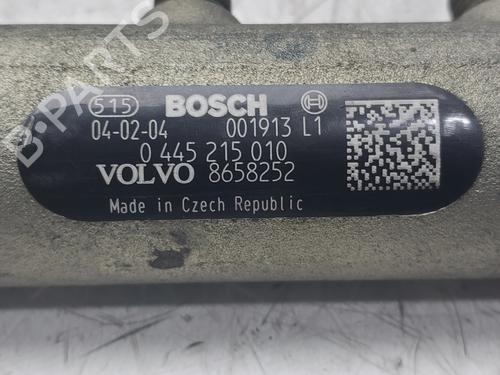 515 BOSCH
04-02-04 001913 L1
0 445 215 010
VOLVO 8658252
Made in Czech Republic
B-PARTS